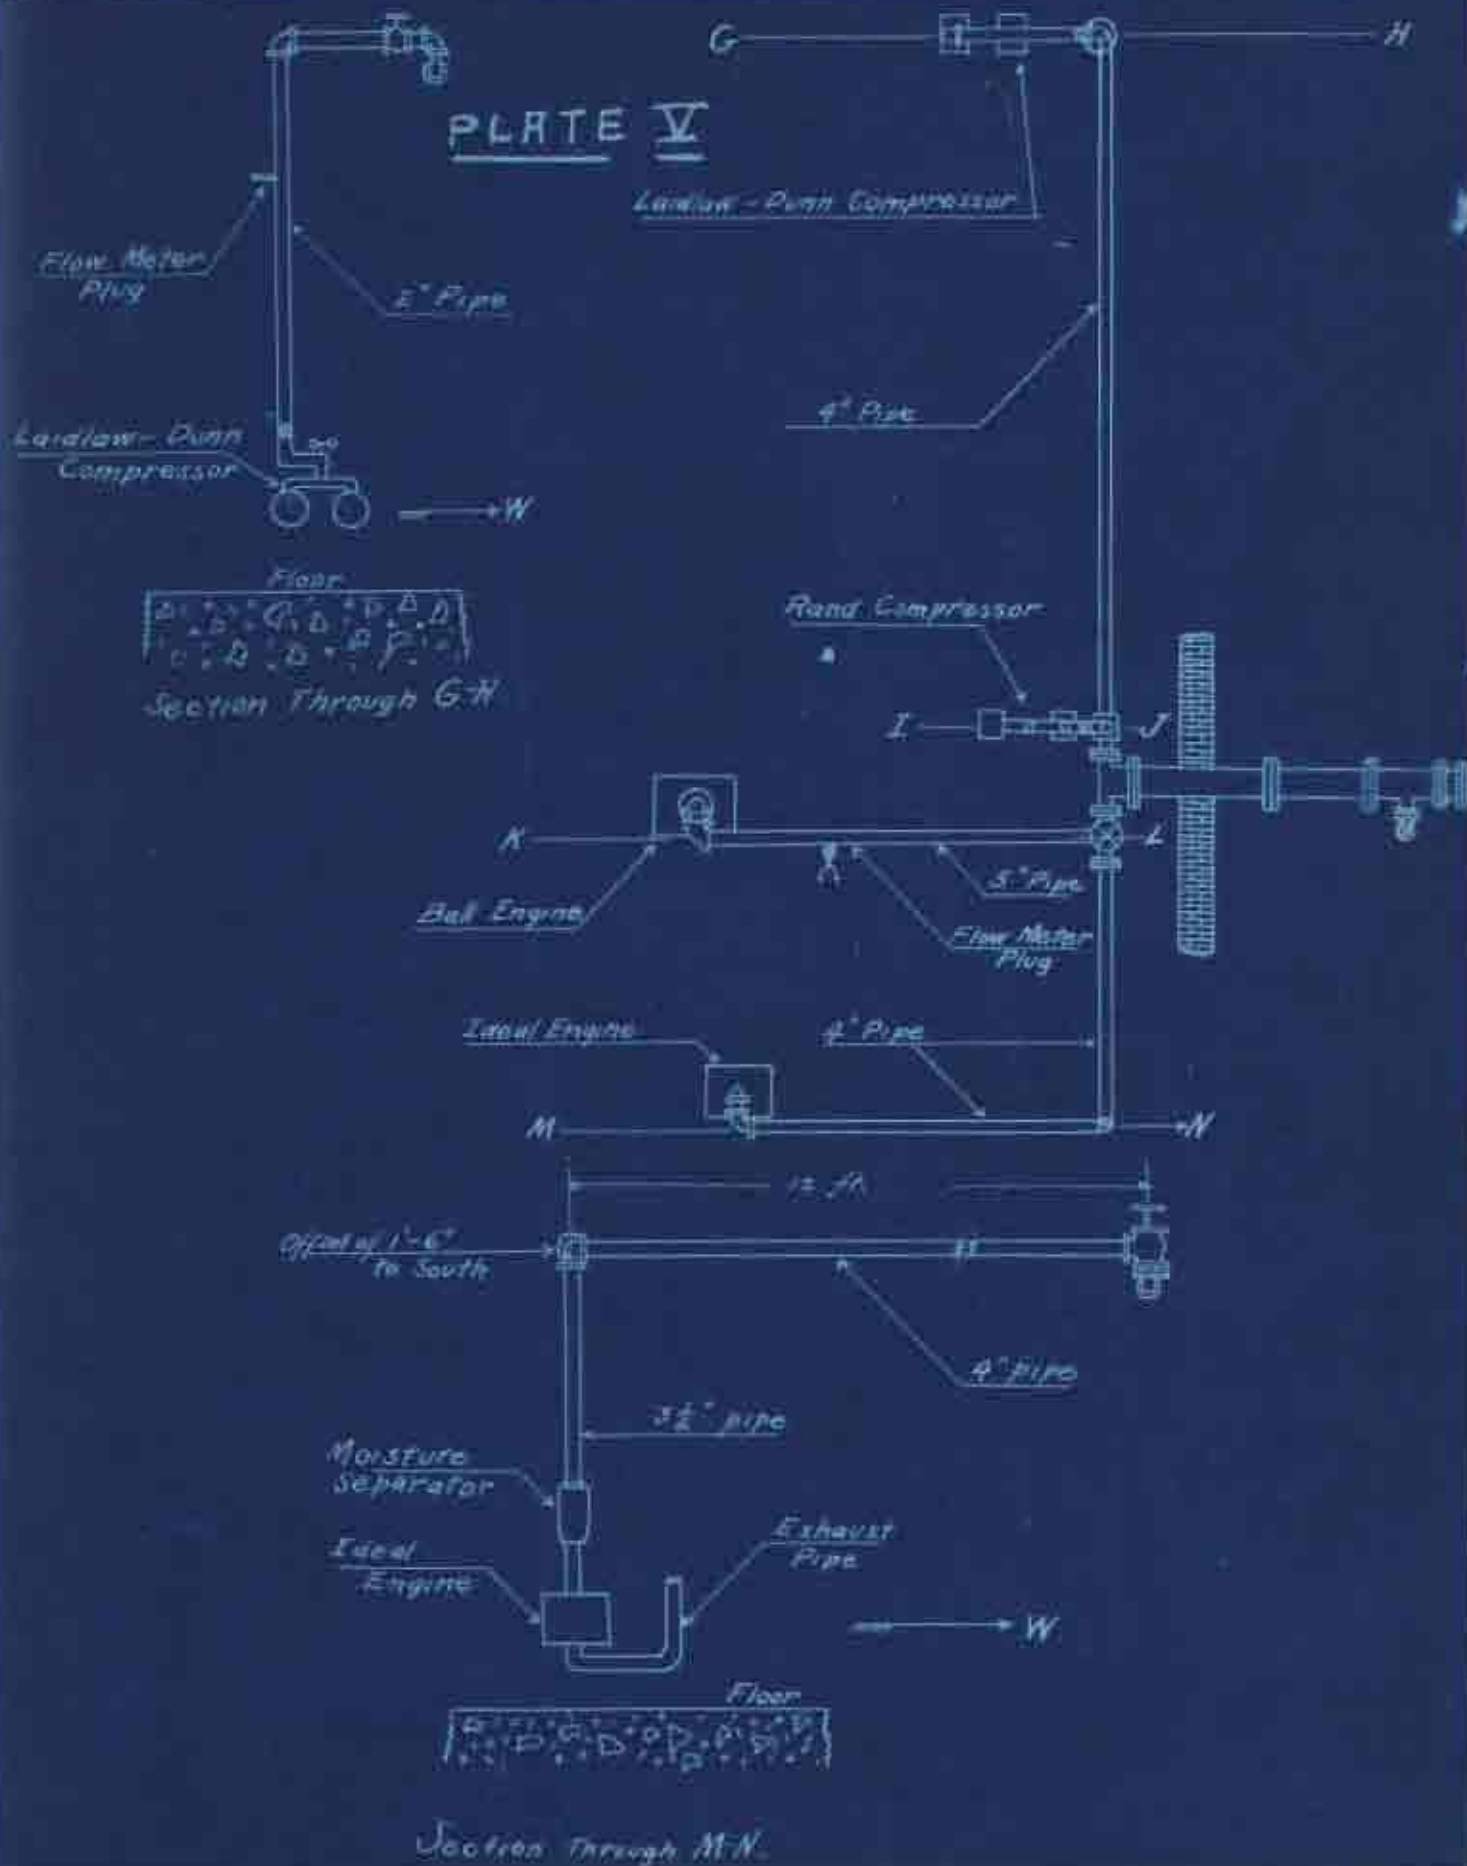 PLATE V
G
H
Laidlaw-Dunn Compressor
Flow Meter
Plug
2" Pipe
4" Pipe
Laidlaw-Dunn
Compressor
W
Floor
Section Through G-H
Rand Compressor
I
J
K
L
Ball Engine
5" Pipe
Flow Meter
Plug
Ideal Engine
4" Pipe
M
N
12 ft
Offset of 1'-6"
to South
4" pipe
3½" pipe
Moisture
Separator
Ideal
Engine
Exhaust
Pipe
W
Floor
Section Through M-N.